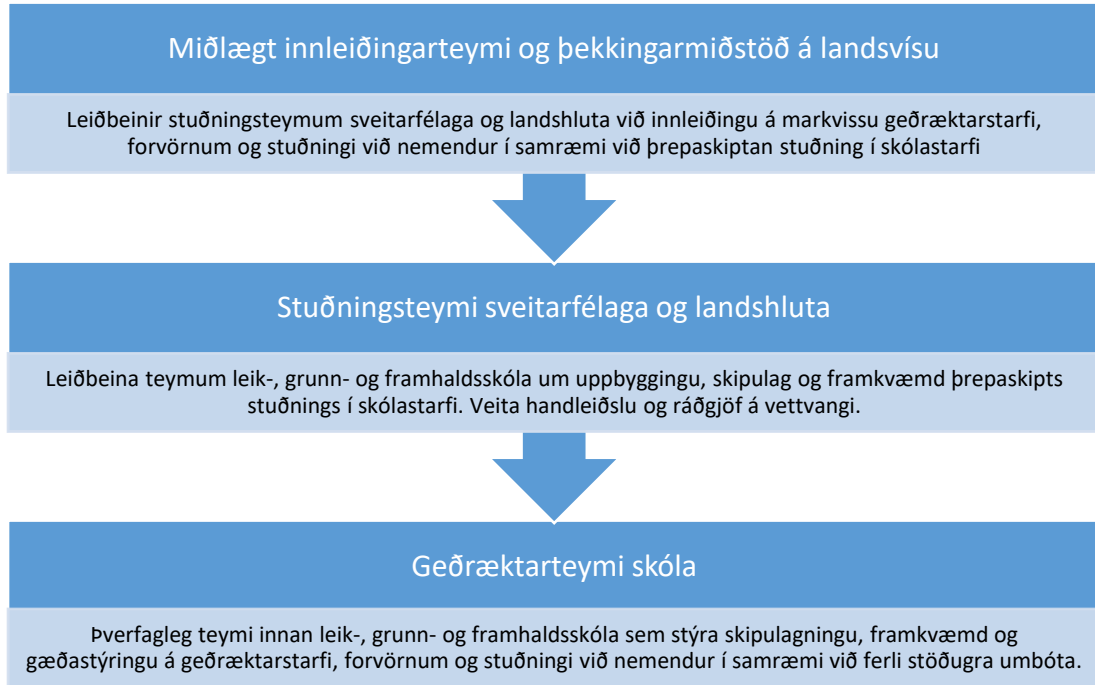 Miðlægt innleiðingarteymi og þekkingarmiðstöð á landsvísu
Leiðbeinir stuðningsteymum sveitarfélaga og landshluta við innleiðingu á markvissu geðræktarstarfi,
forvörnum og stuðningi við nemendur í samræmi við þrepaskiptan stuðning í skólastarfi
Stuðningsteymi sveitarfélaga og landshluta
Leiðbeina teymum leik-, grunn- og framhaldsskóla um uppbyggingu, skipulag og framkvæmd þrepaskipts
stuðnings í skólastarfi. Veita handleiðslu og ráðgjöf á vettvangi.
Geðræktarteymi skóla
Þverfagleg teymi innan leik-, grunn- og framhaldsskóla sem stýra skipulagningu, framkvæmd og
gæðastýringu á geðræktarstarfi, forvörnum og stuðningi við nemendur í samræmi við ferli stöðugra umbóta.